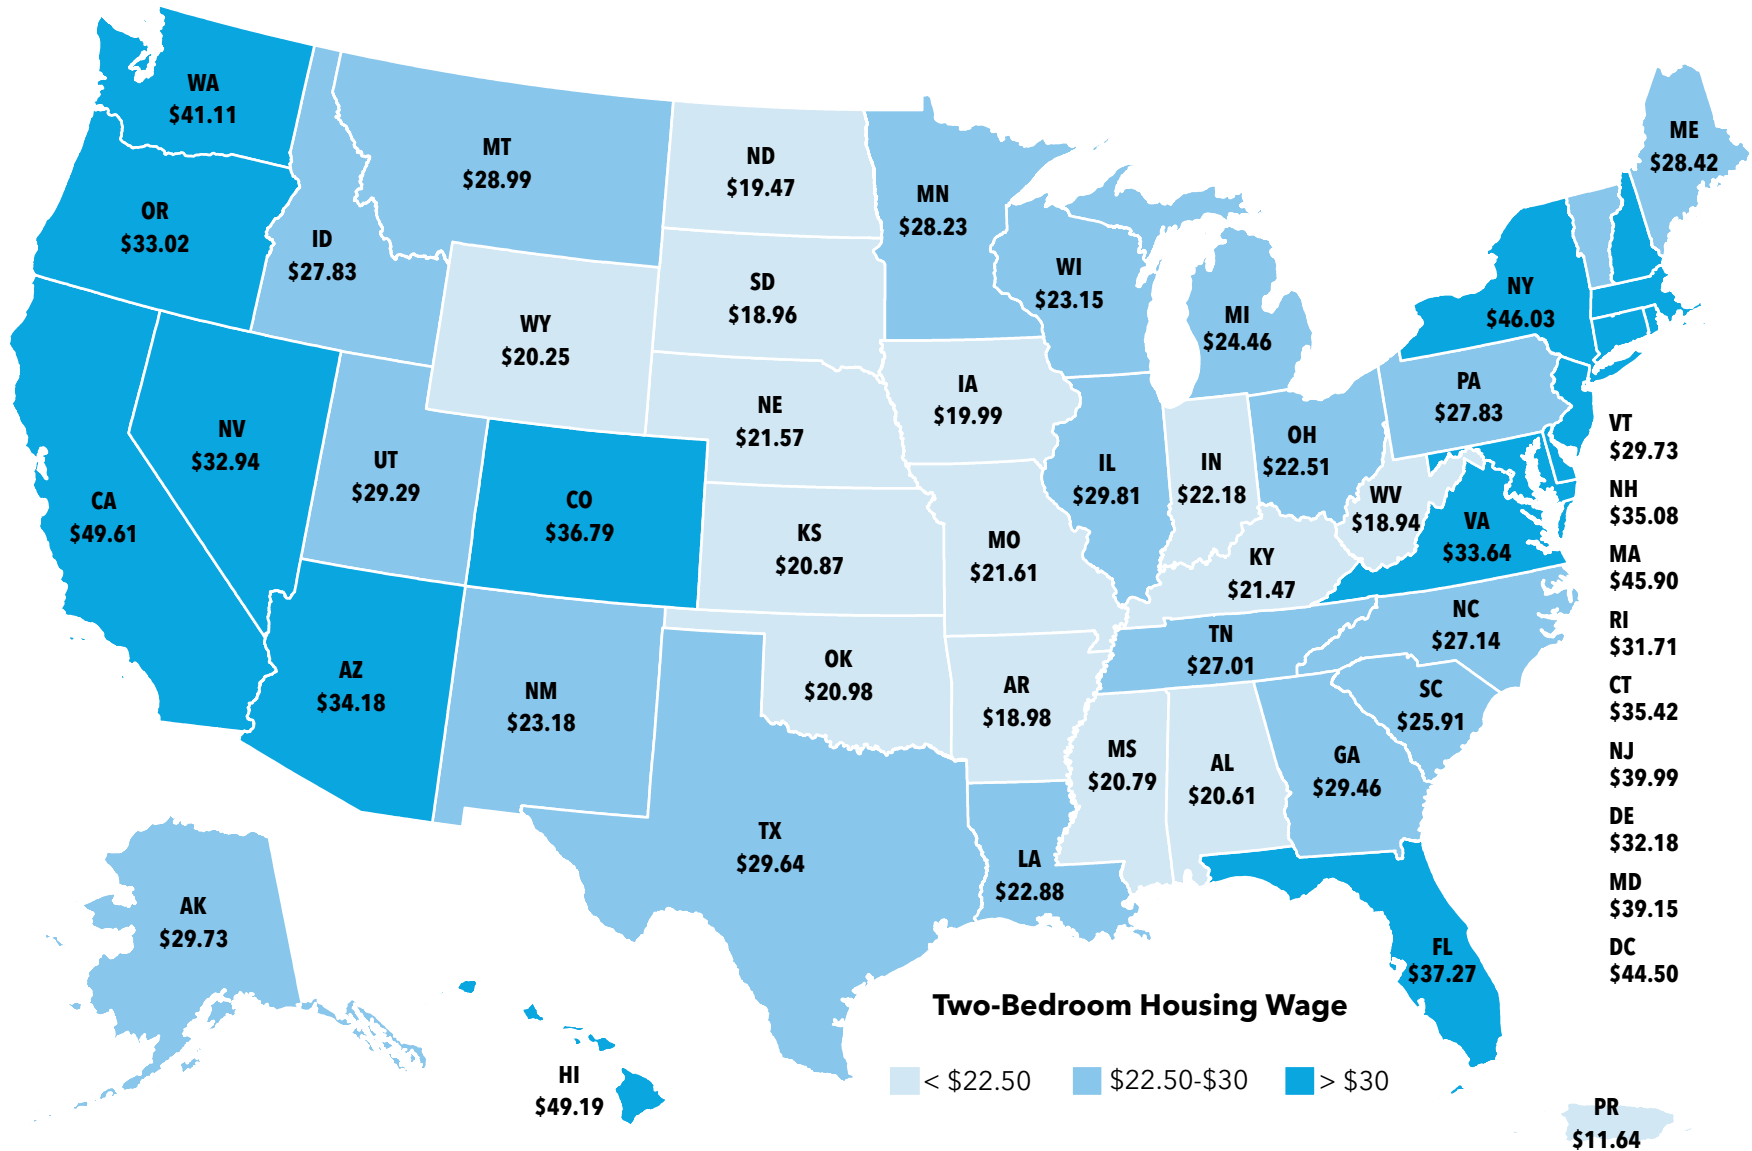 WA
$41.11
OR
$33.02
CA
$49.61
NV
$32.94
ID
$27.83
MT
$28.99
WY
$20.25
UT
$29.29
CO
$36.79
AZ
$34.18
NM
$23.18
ND
$19.47
SD
$18.96
NE
$21.57
KS
$20.87
OK
$20.98
TX
$29.64
MN
$28.23
IA
$19.99
MO
$21.61
AR
$18.98
LA
$22.88
WI
$23.15
IL
$29.81
MI
$24.46
IN
$22.18
OH
$22.51
KY
$21.47
TN
$27.01
MS
$20.79
AL
$20.61
GA
$29.46
FL
$37.27
SC
$25.91
NC
$27.14
VA
$33.64
WV
$18.94
PA
$27.83
NY
$46.03
ME
$28.42
VT
$29.73
NH
$35.08
MA
$45.90
RI
$31.71
CT
$35.42
NJ
$39.99
DE
$32.18
MD
$39.15
DC
$44.50
AK
$29.73
HI
$49.19
PR
$11.64
Two-Bedroom Housing Wage
< $22.50
$22.50-$30
> $30